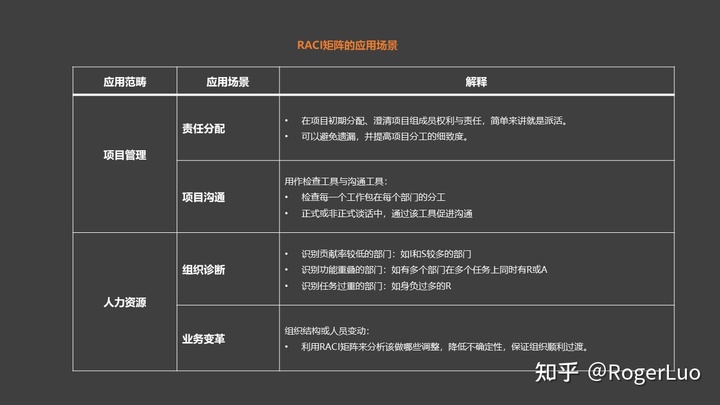 RACI矩阵的应用场景
应用范畴 应用场景 解释
项目管理
责任分配
• 在项目初期分配、澄清项目组成员权利与责任，简单来讲就是派活。
• 可以避免遗漏，并提高项目分工的细致度。
项目沟通
用作检查工具与沟通工具：
• 检查每一个工作包在每个部门的分工
• 正式或非正式谈话中，通过该工具促进沟通
人力资源
组织诊断
• 识别贡献率较低的部门：如I和S较多的部门
• 识别功能重叠的部门：如有多个部门在多个任务上同时有R或A
• 识别任务过重的部门：如身负过多的R
业务变革
组织结构或人员变动：
• 利用RACI矩阵来分析该做哪些调整，降低不确定性，保证组织顺利过渡。
知乎 @RogerLuo